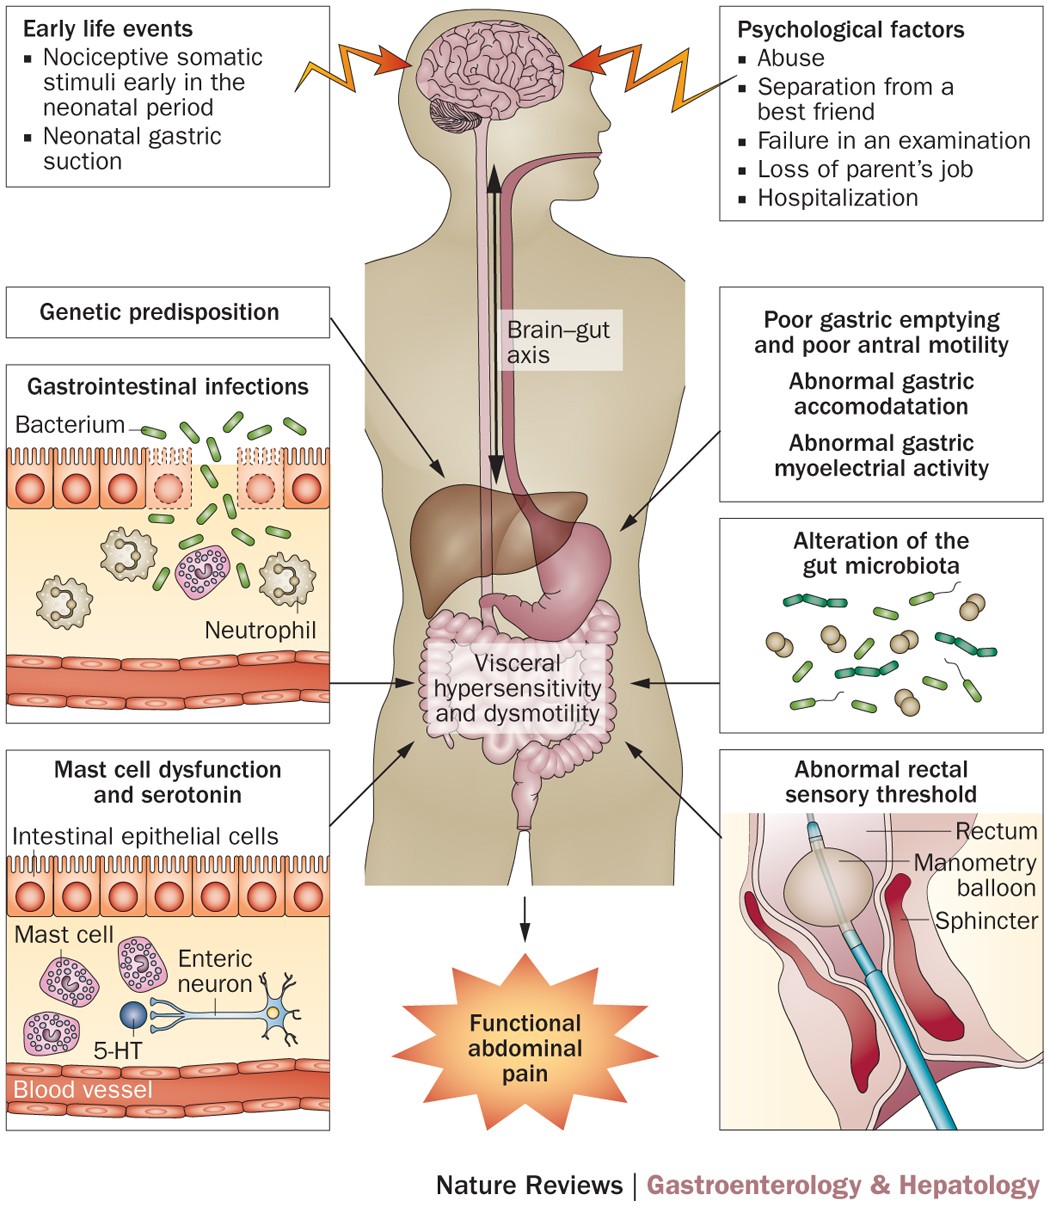 Early life events
▪ Nociceptive somatic
stimuli early in the
neonatal period
▪ Neonatal gastric
suction
Psychological factors
▪ Abuse
▪ Separation from a
best friend
▪ Failure in an examination
▪ Loss of parent's job
▪ Hospitalization
Brain–gut
axis
Genetic predisposition
Gastrointestinal infections
Bacterium
Neutrophil
Poor gastric emptying
and poor antral motility
Abnormal gastric
accomodatation
Abnormal gastric
myoelectrial activity
Alteration of the
gut microbiota
Visceral
hypersensitivity
and dysmotility
Mast cell dysfunction
and serotonin
Intestinal epithelial cells
Mast cell
Enteric
neuron
5-HT
Blood vessel
Abnormal rectal
sensory threshold
Rectum
Manometry
balloon
Sphincter
Functional
abdominal
pain
Nature Reviews | Gastroenterology & Hepatology